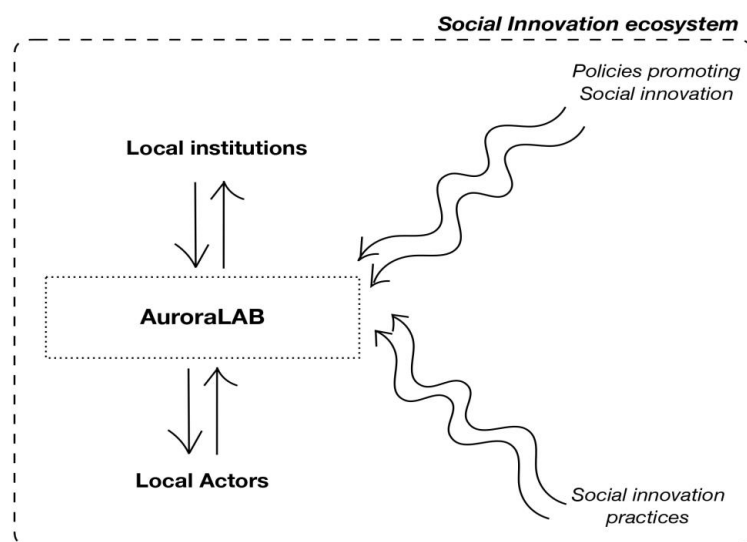 Social Innovation ecosystem
Policies promoting
Social innovation
Local institutions
AuroraLAB
Local Actors
Social innovation
practices